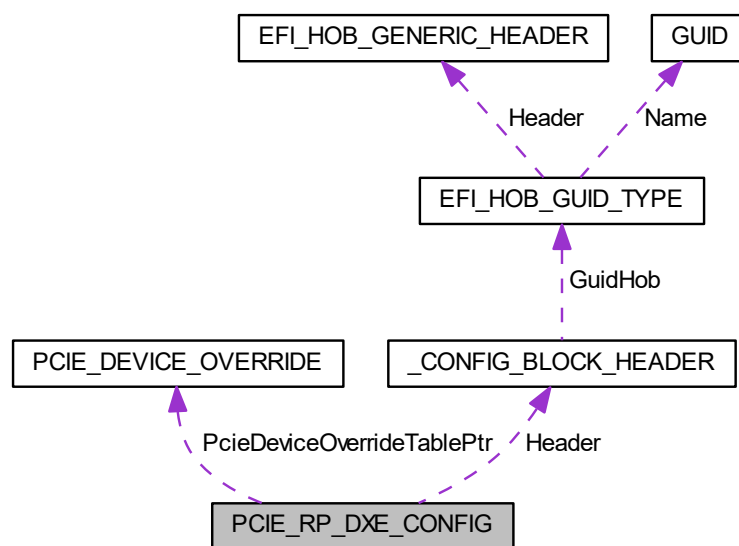 EFI_HOB_GENERIC_HEADER
GUID
Header
Name
EFI_HOB_GUID_TYPE
GuidHob
PCIE_DEVICE_OVERRIDE
_CONFIG_BLOCK_HEADER
PcieDeviceOverrideTablePtr
Header
PCIE_RP_DXE_CONFIG